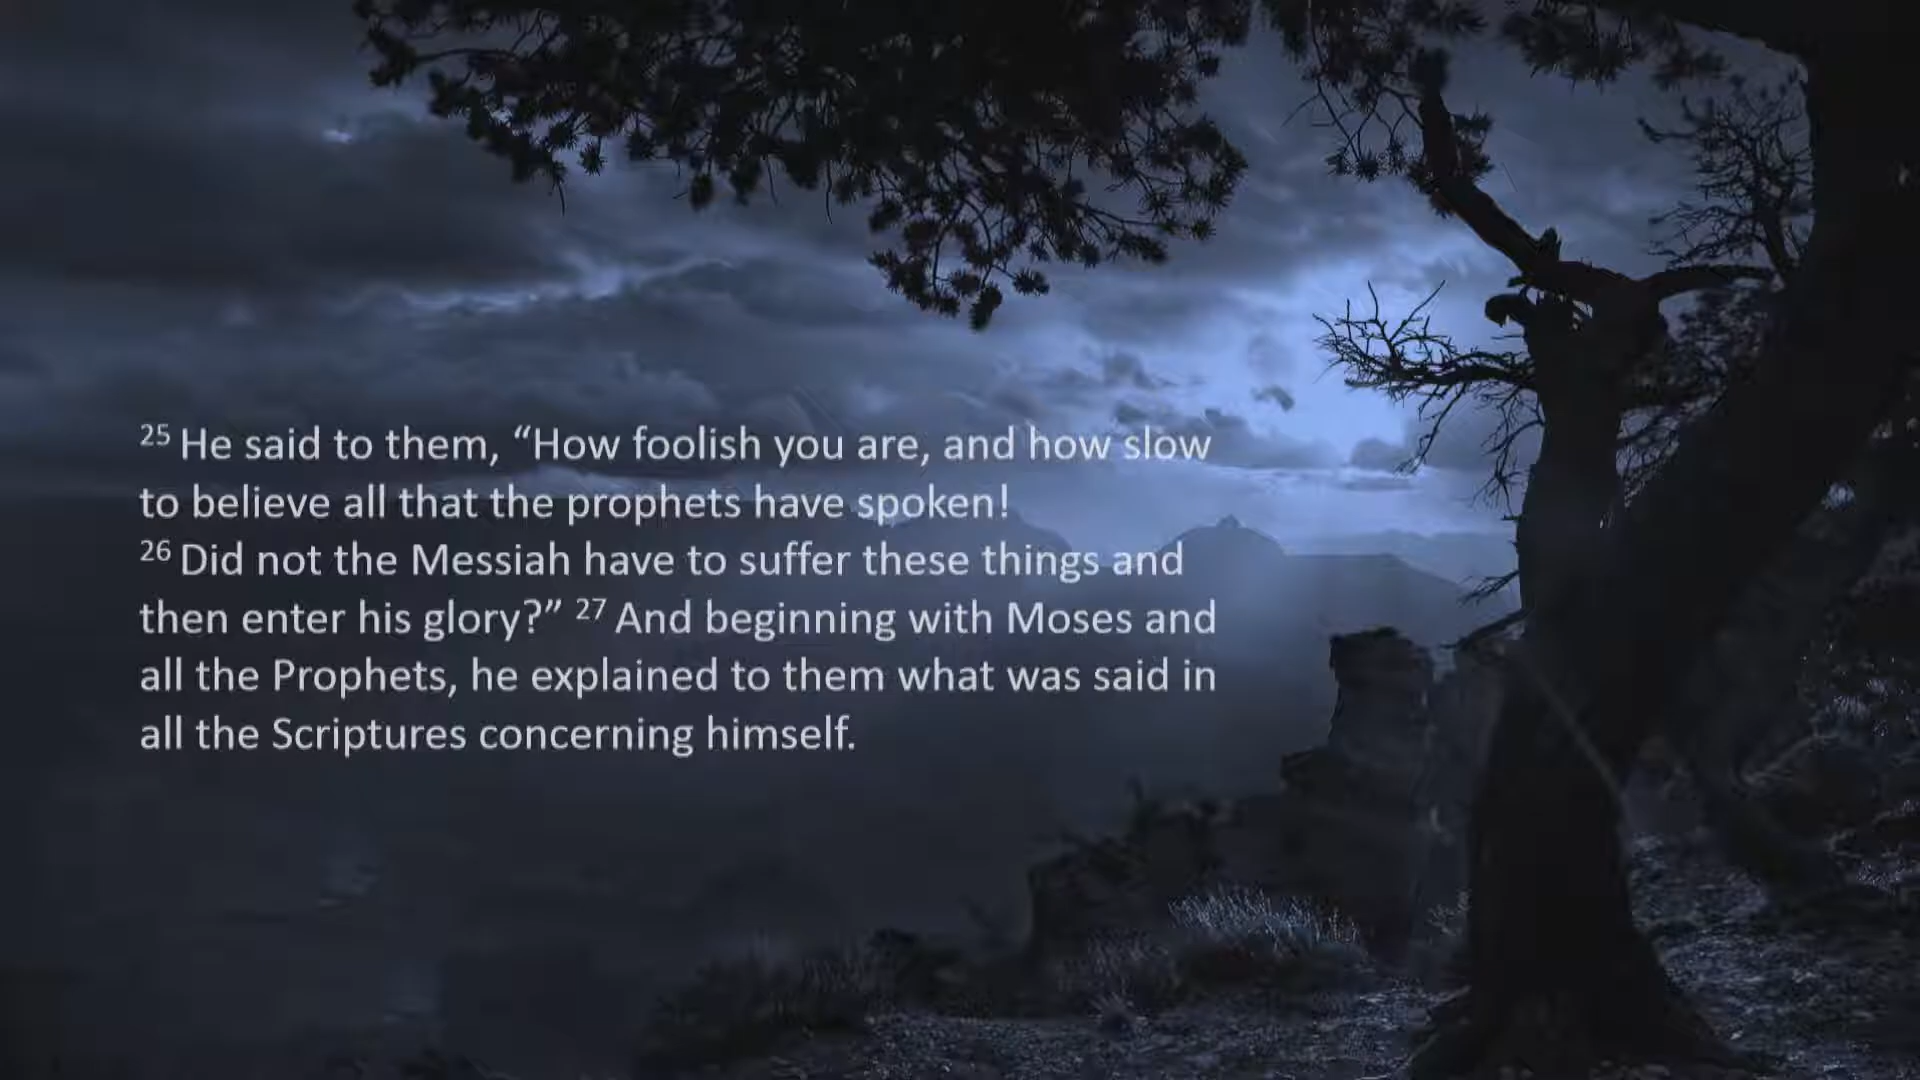 25 He said to them, “How foolish you are, and how slow
to believe all that the prophets have spoken!
26 Did not the Messiah have to suffer these things and
then enter his glory?” 27 And beginning with Moses and
all the Prophets, he explained to them what was said in
all the Scriptures concerning himself.